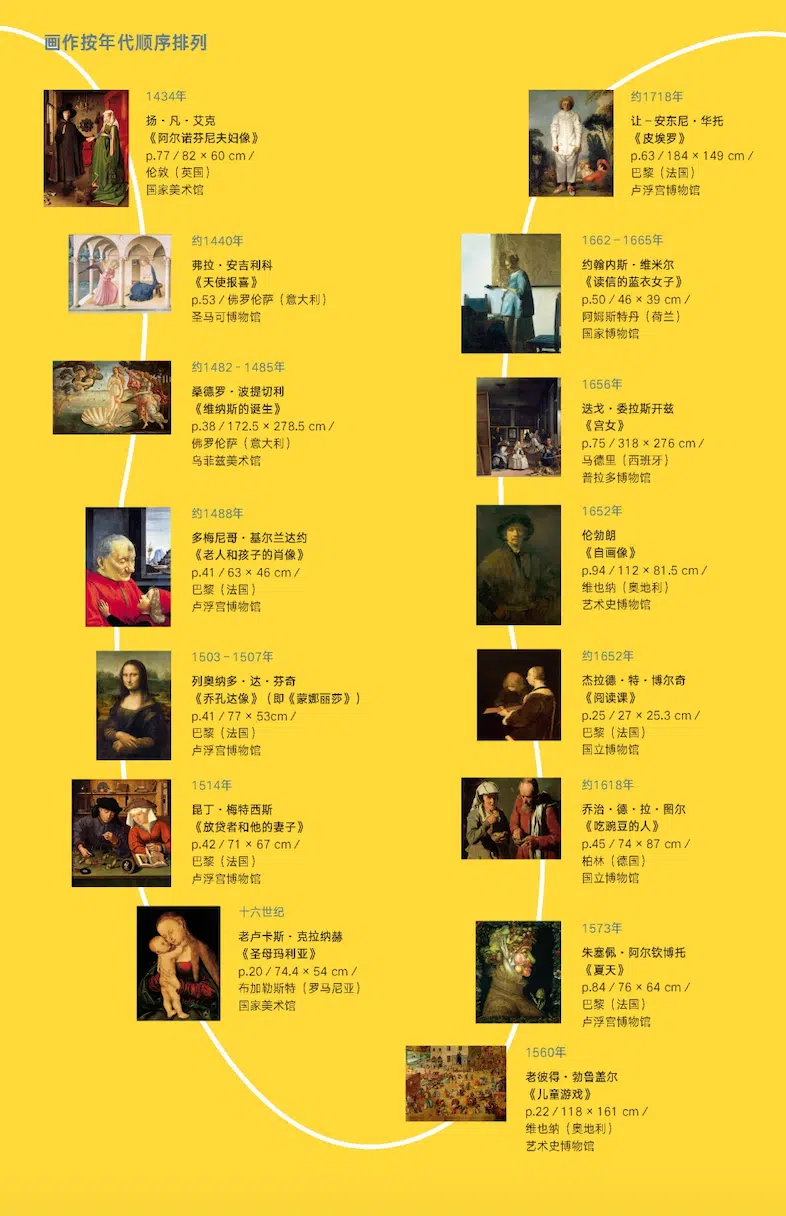 画作按年代顺序排列
1434年
扬·凡·艾克
《阿尔诺芬尼夫妇像》
p.77 / 82 × 60 cm /
伦敦（英国）
国家美术馆
约1440年
弗拉·安吉利科
《天使报喜》
p.53 / 佛罗伦萨（意大利）
圣马可博物馆
约1482 - 1485年
桑德罗·波提切利
《维纳斯的诞生》
p.38 / 172.5 × 278.5 cm /
佛罗伦萨（意大利）
乌菲兹美术馆
约1488年
多梅尼哥·基尔兰达约
《老人和孩子的肖像》
p.41 / 63 × 46 cm /
巴黎（法国）
卢浮宫博物馆
1503 – 1507年
列奥纳多·达·芬奇
《乔孔达像》（即《蒙娜丽莎》）
p.41 / 77 × 53cm /
巴黎（法国）
卢浮宫博物馆
1514年
昆丁·梅特西斯
《放贷者和他的妻子》
p.42 / 71 × 67 cm /
巴黎（法国）
卢浮宫博物馆
十六世纪
老卢卡斯·克拉纳赫
《圣母玛利亚》
p.20 / 74.4 × 54 cm /
布加勒斯特（罗马尼亚）
国家美术馆
约1718年
让－安东尼·华托
《皮埃罗》
p.63 / 184 × 149 cm /
巴黎（法国）
卢浮宫博物馆
1662 – 1665年
约翰内斯·维米尔
《读信的蓝衣女子》
p.50 / 46 × 39 cm /
阿姆斯特丹（荷兰）
国家博物馆
1656年
迭戈·委拉斯开兹
《宫女》
p.75 / 318 × 276 cm /
马德里（西班牙）
普拉多博物馆
1652年
伦勃朗
《自画像》
p.94 / 112 × 81.5 cm /
维也纳（奥地利）
艺术史博物馆
约1652年
杰拉德·特·博尔奇
《阅读课》
p.25 / 27 × 25.3 cm /
巴黎（法国）
国立博物馆
约1618年
乔治·德·拉·图尔
《吃豌豆的人》
p.45 / 74 × 87 cm /
柏林（德国）
国立博物馆
1573年
朱塞佩·阿尔钦博托
《夏天》
p.84 / 76 × 64 cm /
巴黎（法国）
卢浮宫博物馆
1560年
老彼得·勃鲁盖尔
《儿童游戏》
p.22 / 118 × 161 cm /
维也纳（奥地利）
艺术史博物馆